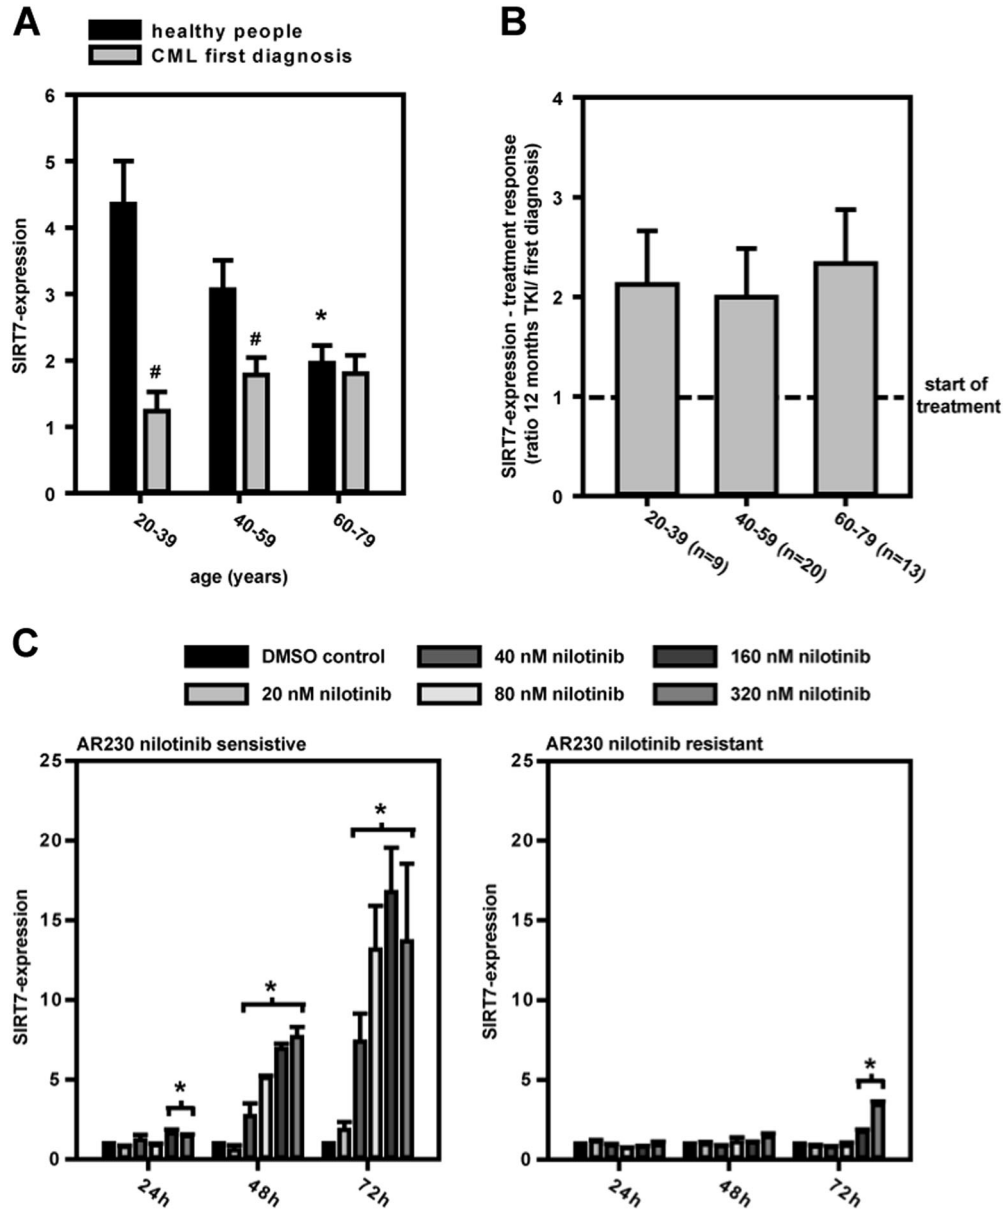 A
healthy people
CML first diagnosis
6
5
4
3
2
1
0
SIRT7-expression
#
#
*
20-39
40-59
60-79
age (years)
B
4
3
2
1
0
SIRT7-expression - treatment response
(ratio 12 months TKI/ first diagnosis)
start of
treatment
20-39 (n=9)
40-59 (n=20)
60-79 (n=13)
C
DMSO control
40 nM nilotinib
160 nM nilotinib
20 nM nilotinib
80 nM nilotinib
320 nM nilotinib
AR230 nilotinib sensistive
25
20
15
10
5
0
SIRT7-expression
*
*
*
24h
48h
72h
AR230 nilotinib resistant
25
20
15
10
5
0
SIRT7-expression
*
24h
48h
72h